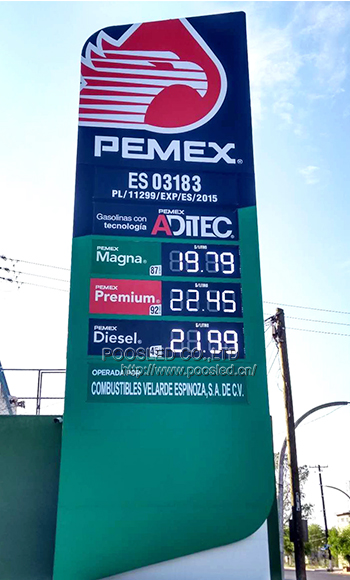 PEMEX®
ES 03183
PL/11299/EXP/ES/2015
Gasolinas con
tecnología
PEMEX
ADITEC
PEMEX
Magna® 87
$/LITRO
19.79
PEMEX
Premium® 92
$/LITRO
22.45
PEMEX
Diesel®
$/LITRO
21.99
POOSLED CO.,LTD
http://www.poosled.cn/
OPERADA POR:
COMBUSTIBLES VELARDE ESPINOZA, S.A. DE C.V.